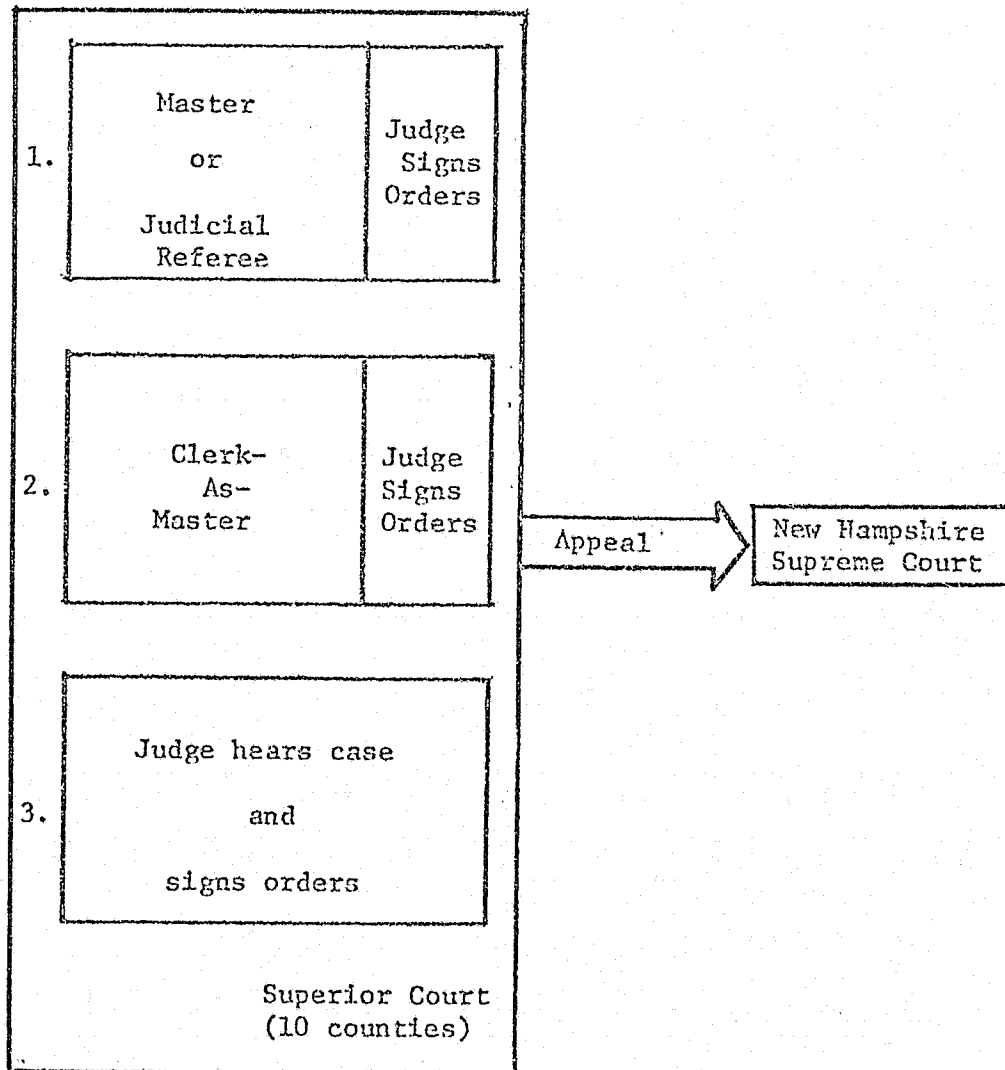 1.
Master
or
Judicial
Referee
Judge
Signs
Orders
2.
Clerk-
As-
Master
Judge
Signs
Orders
3.
Judge hears case
and
signs orders
Superior Court
(10 counties)
Appeal
New Hampshire
Supreme Court